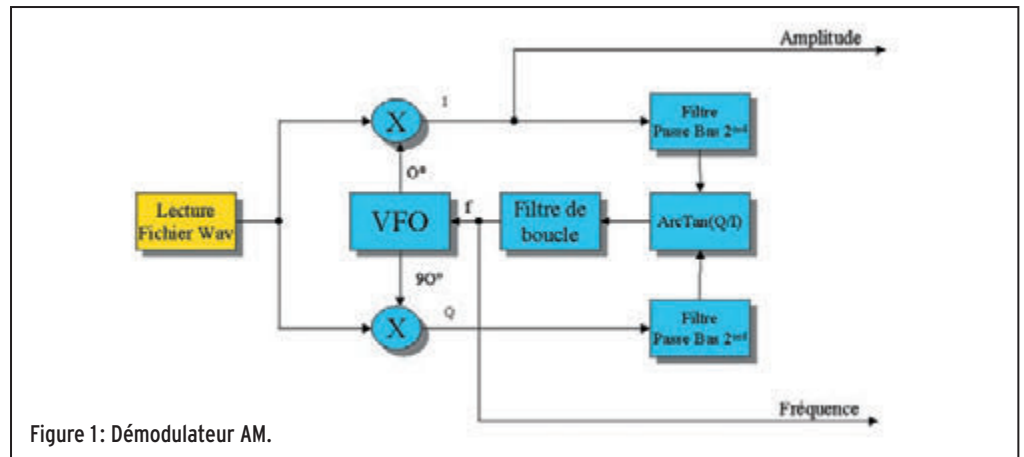 Amplitude
I
Filtre
Passe Bas 2nd
0°
Lecture
Fichier Wav
VFO
f
Filtre de
boucle
ArcTan(Q/I)
90°
Q
Filtre
Passe Bas 2nd
Fréquence
Figure 1: Démodulateur AM.
X
X